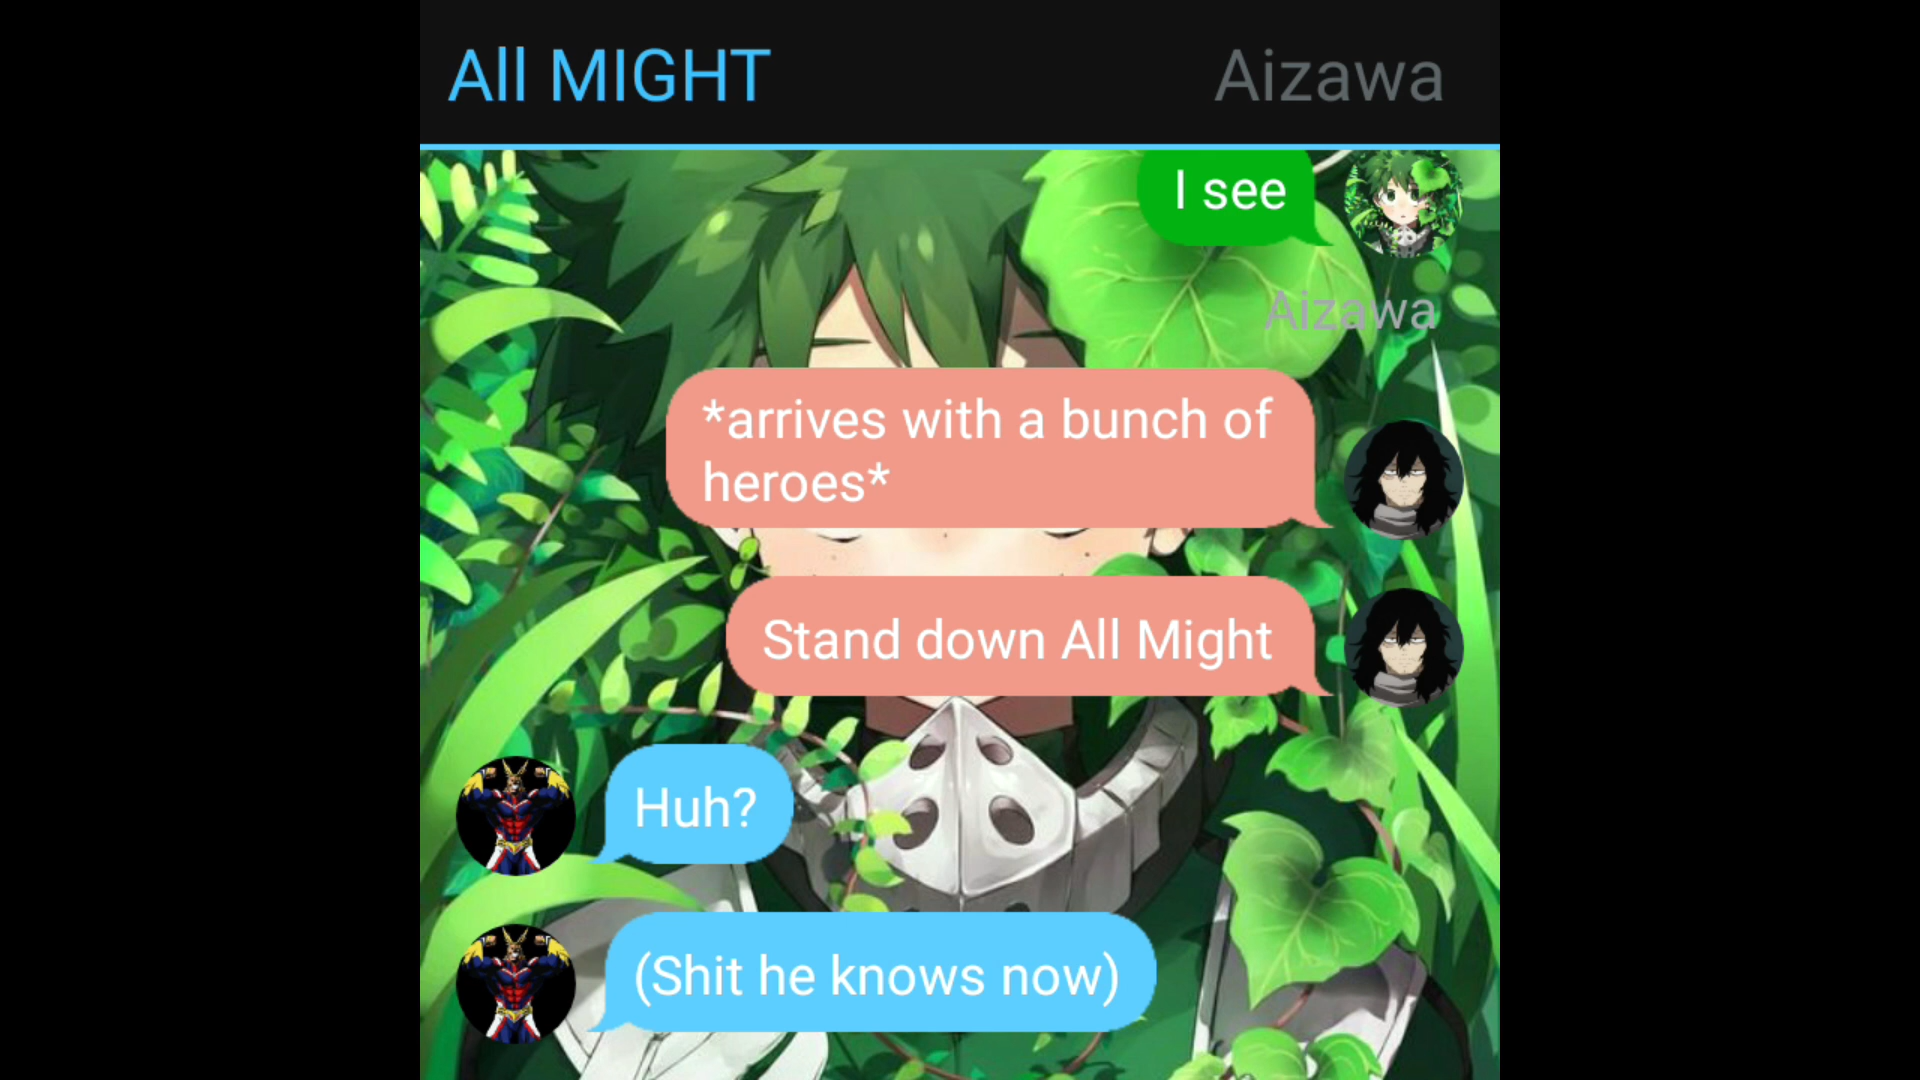 All MIGHT
Aizawa
I see
Aizawa
*arrives with a bunch of
heroes*
Stand down All Might
Huh?
(Shit he knows now)